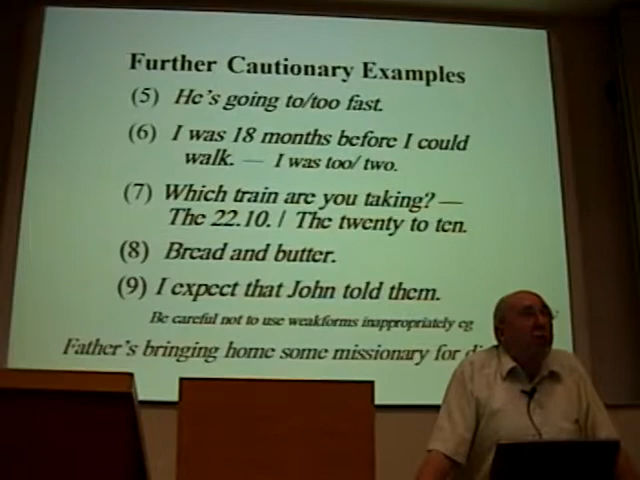 Further Cautionary Examples
(5) He's going to/too fast.
(6) I was 18 months before I could
walk. — I was too/ two.
(7) Which train are you taking? —
The 22.10. / The twenty to ten.
(8) Bread and butter.
(9) I expect that John told them.
Be careful not to use weakforms inappropriately eg
Father's bringing home some missionary for